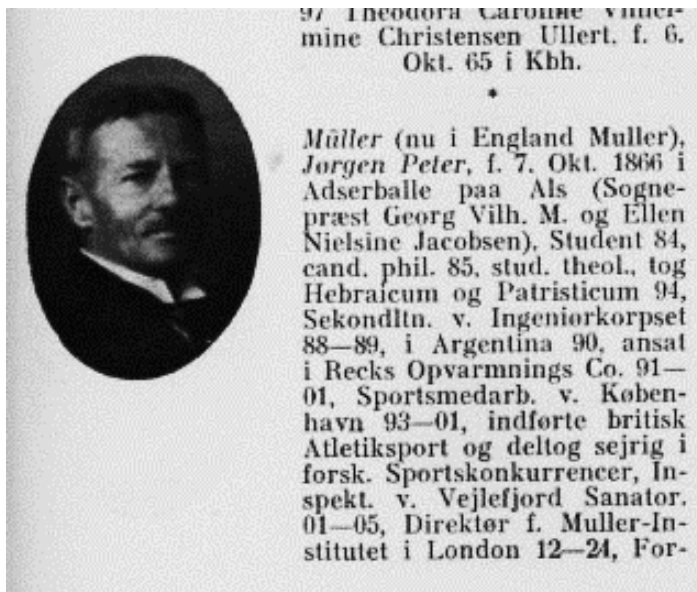 97 Theodora Caroline Vilhel-
mine Christensen Ullert, f. 6.
Okt. 65 i Kbh.
*
Müller (nu i England Muller),
Jørgen Peter, f. 7. Okt. 1866 i
Adserballe paa Als (Sogne-
præst Georg Vilh. M. og Ellen
Nielsine Jacobsen), Student 84,
cand. phil. 85, stud. theol., tog
Hebraicum og Patristicum 94,
Sekondltn. v. Ingeniørkorpset
88—89, i Argentina 90, ansat
i Recks Opvarmnings Co. 91—
01, Sportsmedarb. v. Køben-
havn 93—01, indførte britisk
Atletiksport og deltog sejrig i
forsk. Sportskonkurrencer, In-
spekt. v. Vejlefjord Sanator.
01—05, Direktør f. Muller-In-
stitutet i London 12—24, For-